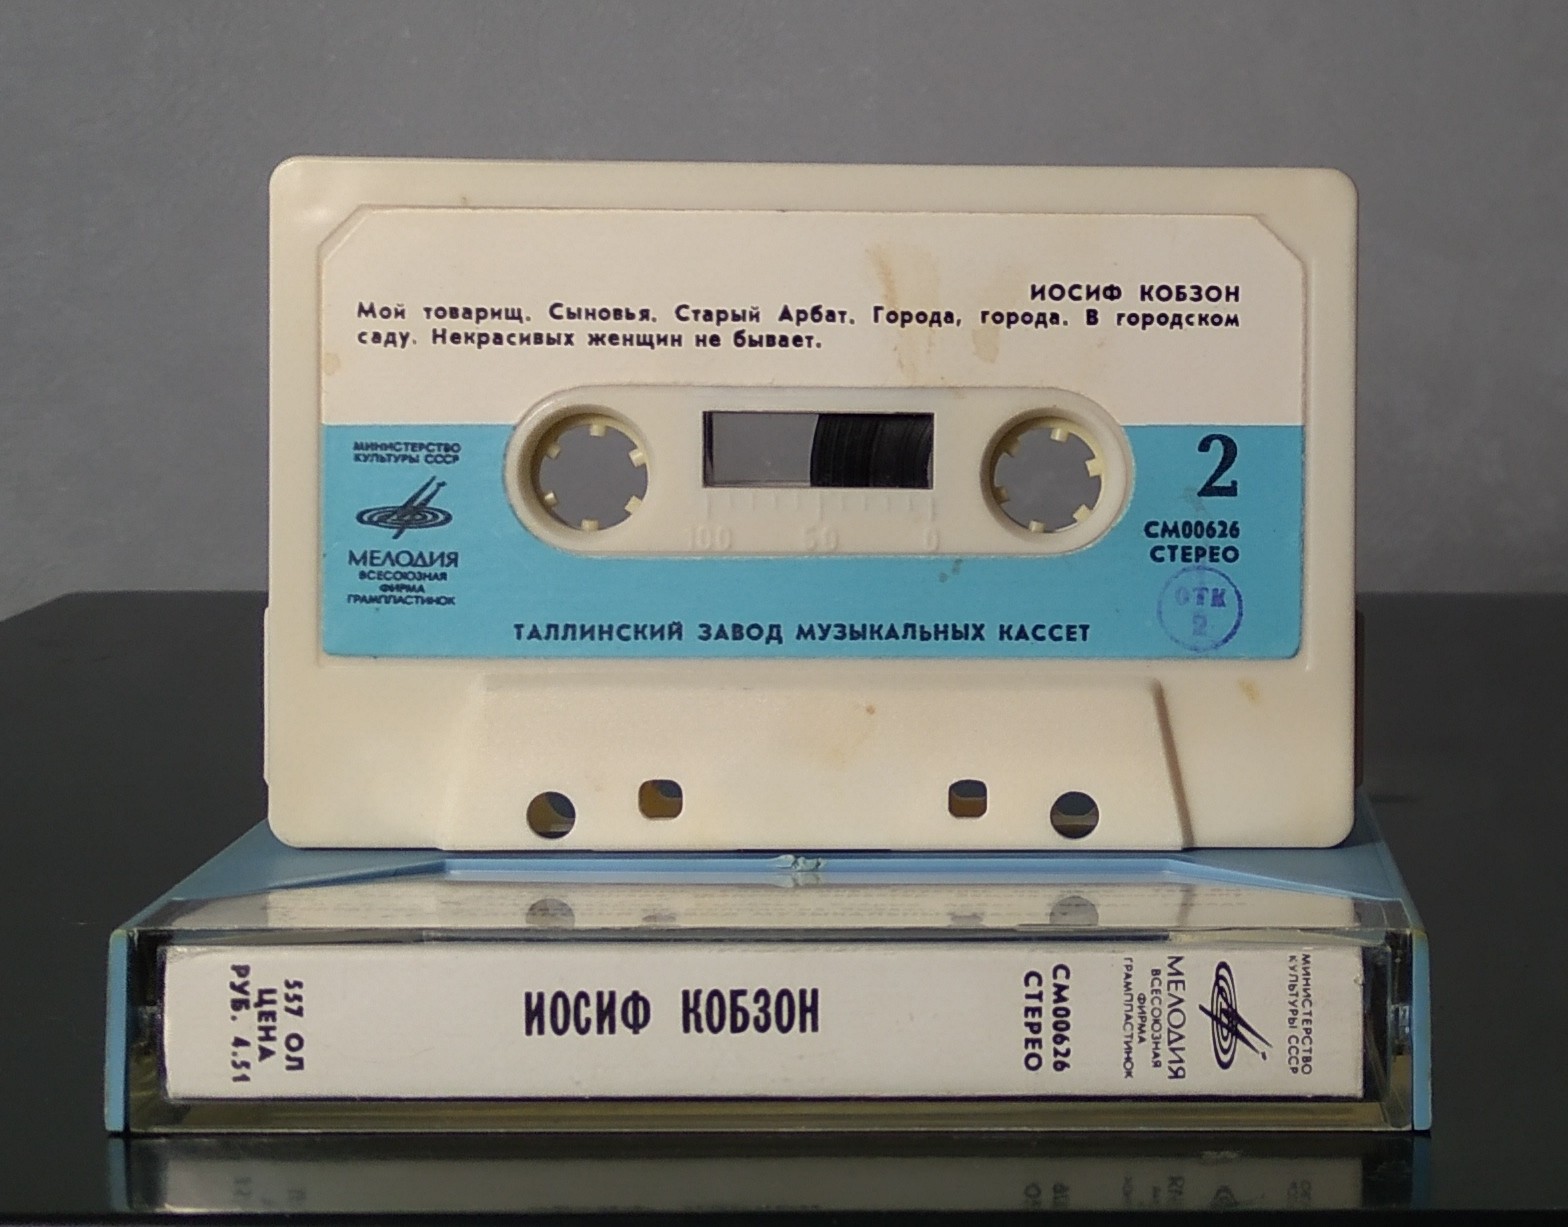 ИОСИФ КОБЗОН
Мой товарищ. Сыновья. Старый Арбат. Города, города. В городском
саду. Некрасивых женщин не бывает.
МИНИСТЕРСТВО
КУЛЬТУРЫ СССР
МЕЛОДИЯ
ВСЕСОЮЗНАЯ
ФИРМА
ГРАМПЛАСТИНОК
100 50 0
2
СМ00626
СТЕРЕО
ОТК
2
ТАЛЛИНСКИЙ ЗАВОД МУЗЫКАЛЬНЫХ КАССЕТ
557 ОП
ЦЕНА
РУБ. 4.51
ИОСИФ КОБЗОН
СМ00626
СТЕРЕО
МИНИСТЕРСТВО
КУЛЬТУРЫ СССР
МЕЛОДИЯ
ВСЕСОЮЗНАЯ
ФИРМА
ГРАМПЛАСТИНОК